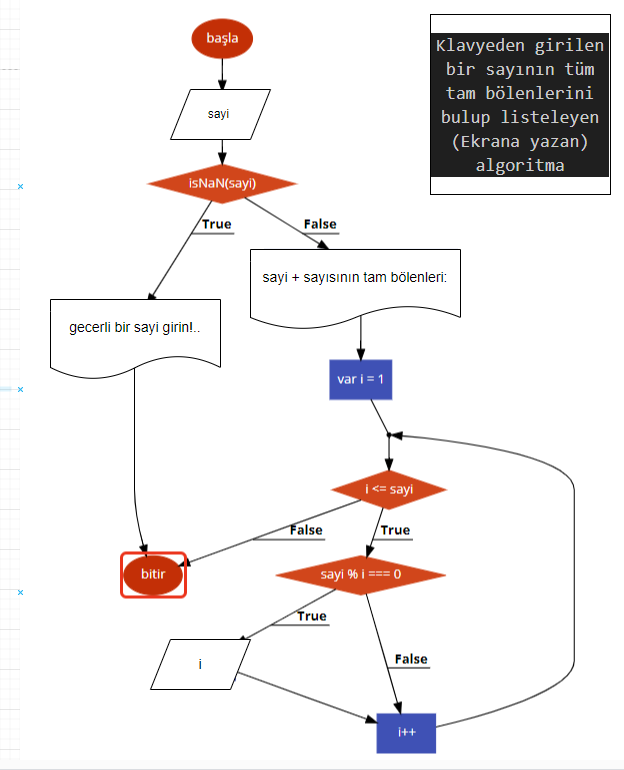 başla
Klavyeden girilen
bir sayının tüm
tam bölenlerini
bulup listeleyen
(Ekrana yazan)
algoritma
sayi
isNaN(sayi)
True
False
sayi + sayısının tam bölenleri:
gecerli bir sayi girin!..
var i = 1
i <= sayi
False
True
bitir
sayi % i === 0
True
False
i
i++